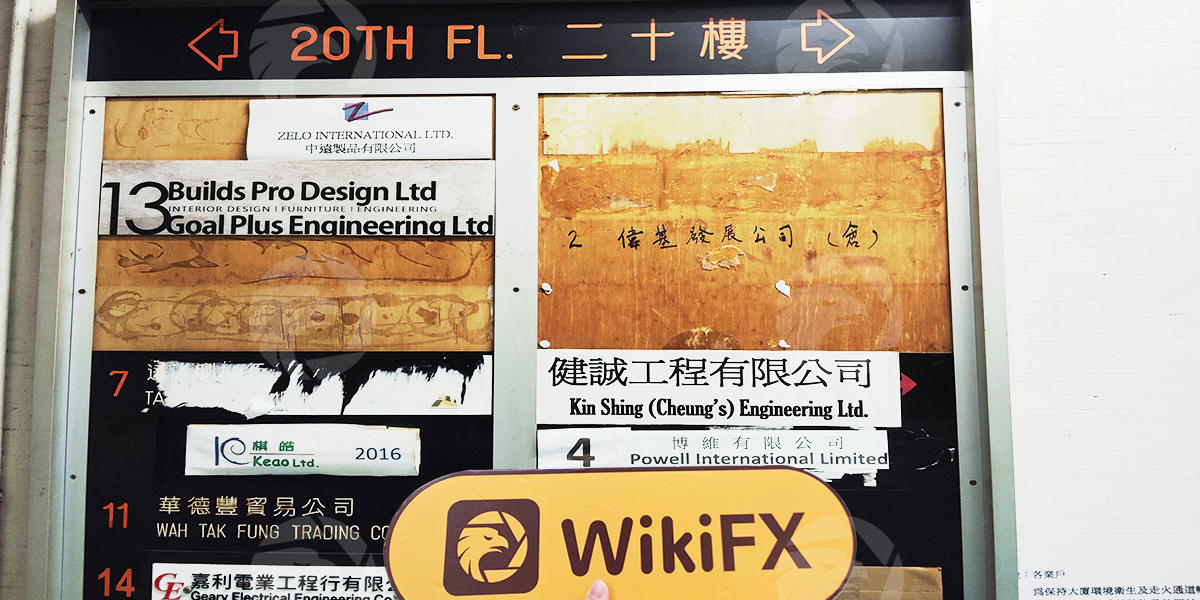 20TH FL. 二十樓
ZELO INTERNATIONAL LTD.
中遠製品有限公司
13 Builds Pro Design Ltd
INTERIOR DESIGN | FURNITURE | ENGINEERING
Goal Plus Engineering Ltd
7
TA
KEAO 棋皓
Keao Ltd.
2016
11 華德豐貿易公司
WAH TAK FUNG TRADING CO
14 GE 嘉利電業工程行有限
Geary Electrical Engineering Co
2 偉基發展公司(倉)
健誠工程有限公司
Kin Shing (Cheung's) Engineering Ltd.
4 博維有限公司
Powell International Limited
WikiFX
:各業戶
為保持大廈環境衛生及走火通道